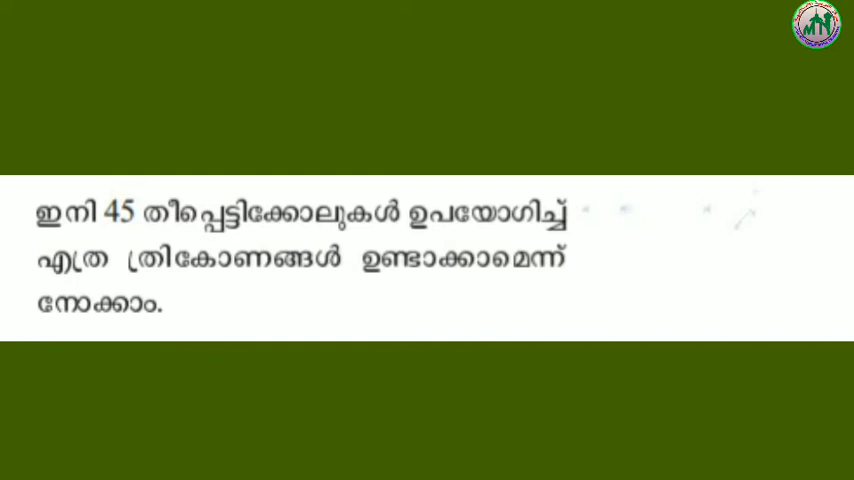 ഇനി 45 തീപ്പെട്ടിക്കോലുകൾ ഉപയോഗിച്ച്
എത്ര ത്രികോണങ്ങൾ ഉണ്ടാക്കാമെന്ന്
നോക്കാം.